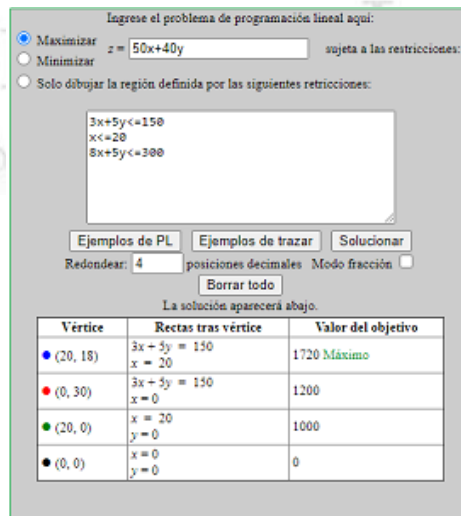 Ingrese el problema de programación lineal aquí:
Maximizar z = 50x+40y sujeta a las restricciones:
Minimizar
Solo dibujar la región definida por las siguientes retricciones:
3x+5y<=150
x<=20
8x+5y<=300
Ejemplos de PL Ejemplos de trazar Solucionar
Redondear: 4 posiciones decimales Modo fracción
Borrar todo
La solución aparecerá abajo.
Vértice Rectas tras vértice Valor del objetivo
(20, 18) 3x + 5y = 150 1720 Máximo
x = 20
(0, 30) 3x + 5y = 150 1200
x = 0
(20, 0) x = 20 1000
y = 0
(0, 0) x = 0 0
y = 0